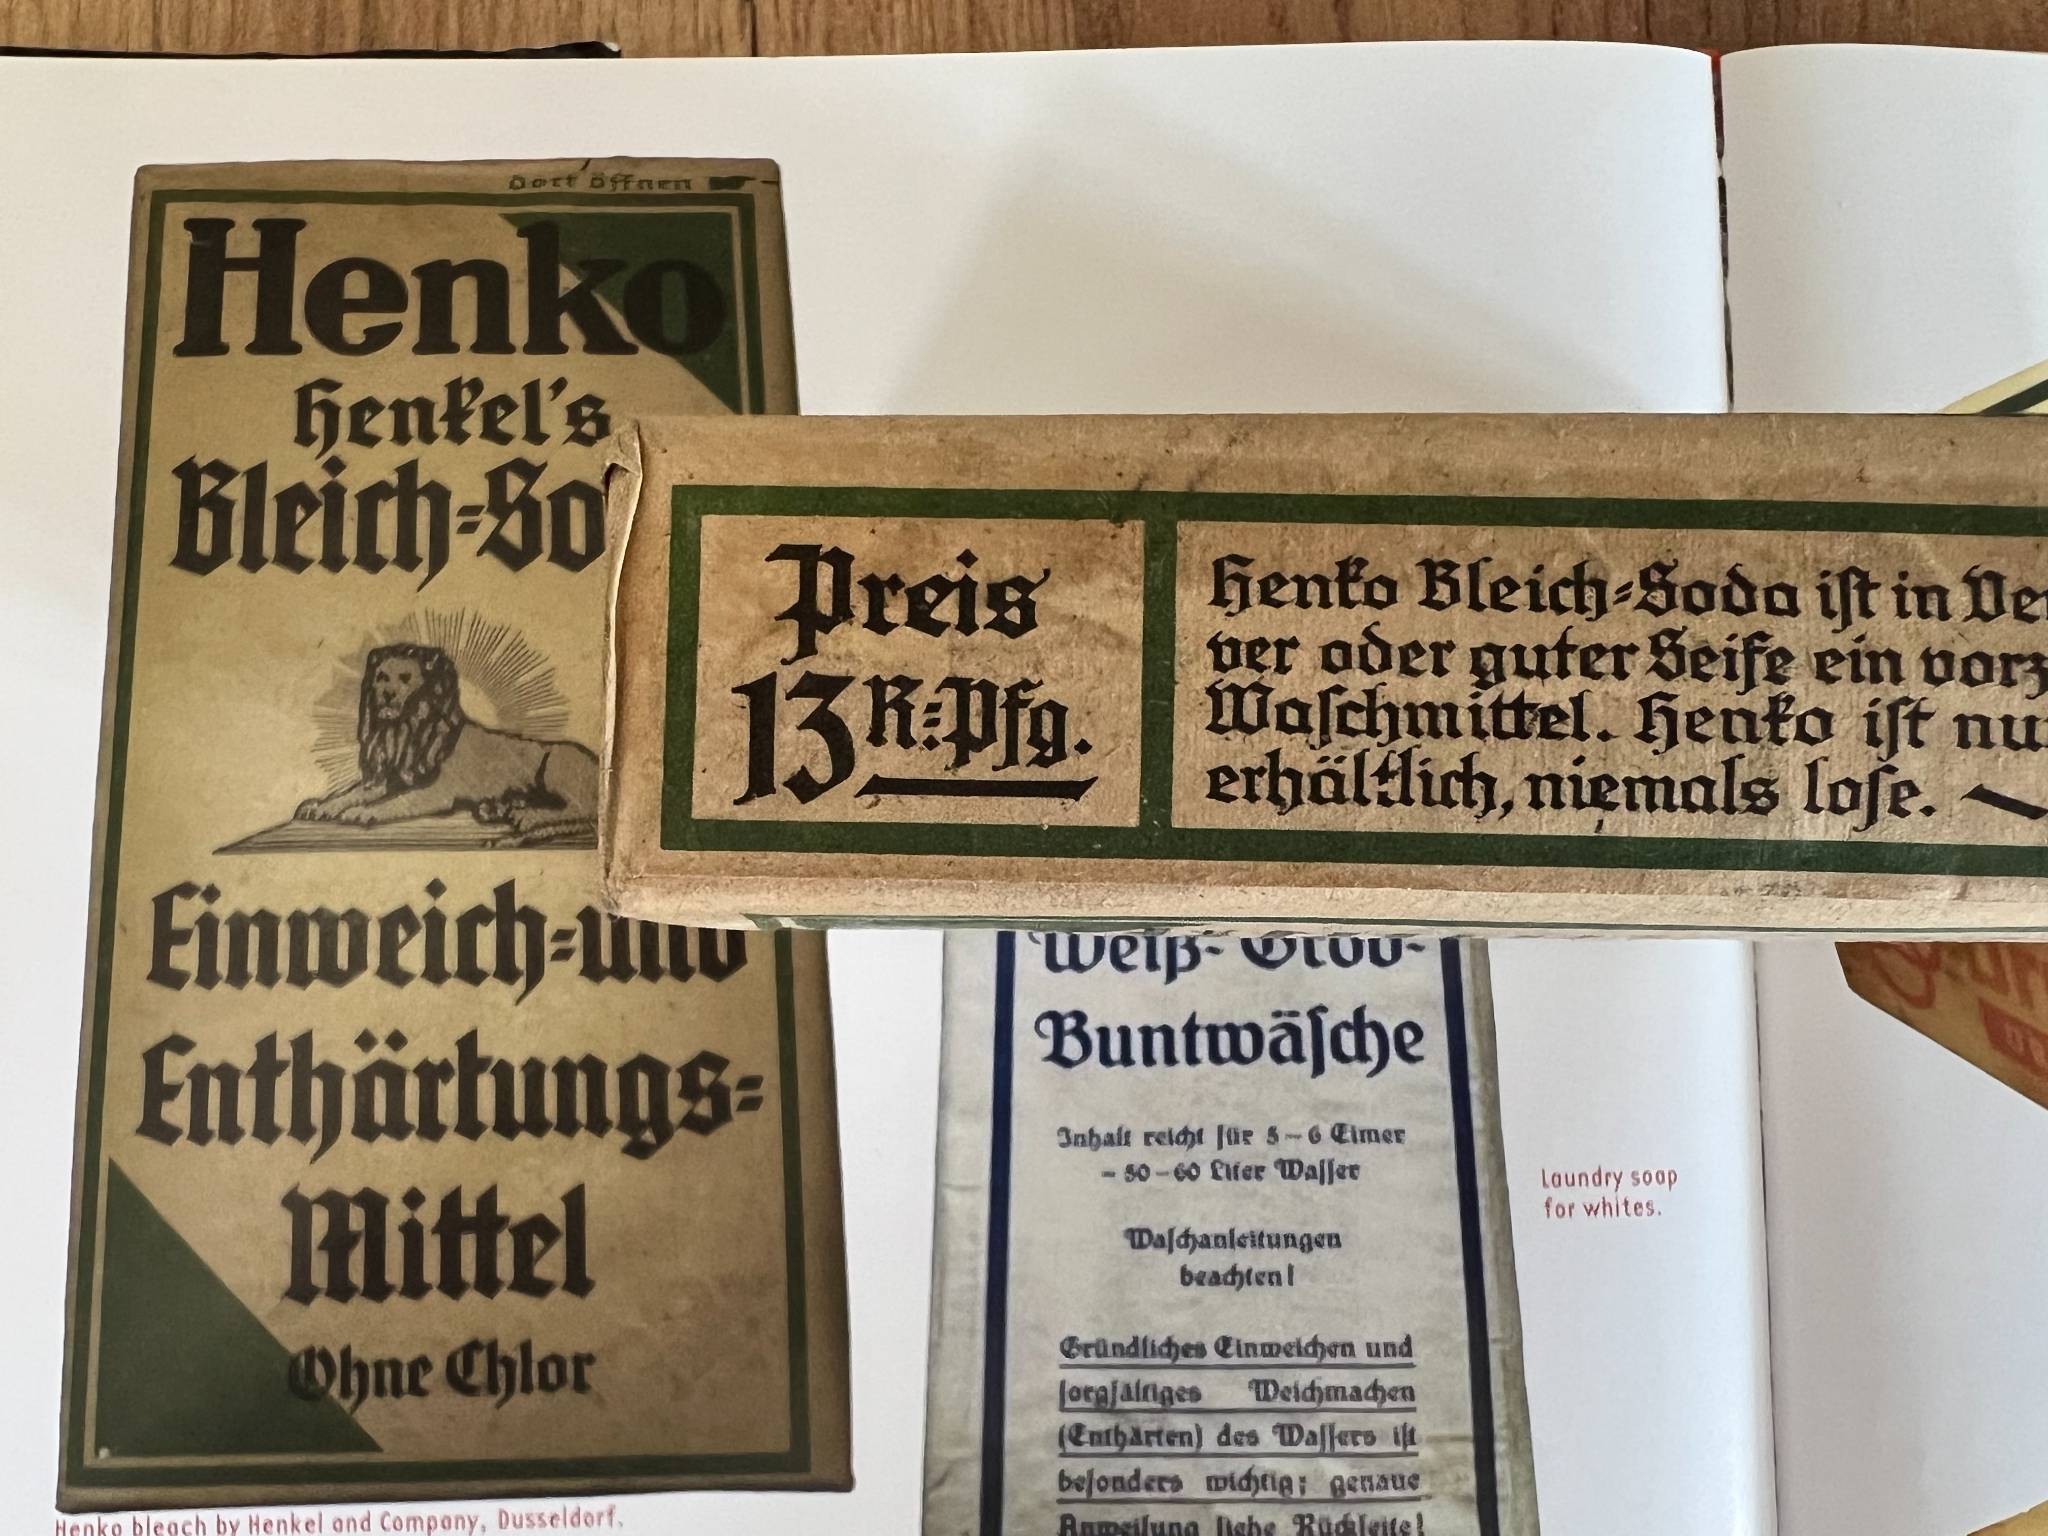 Dort öffnen
Henko
Henkel's
Bleich=So
Einweich=und
Enthärtungs=
Mittel
Ohne Chlor
Henko bleach by Henkel and Company, Dusseldorf.
Preis
13 R=Pfg.
Henko Bleich=Soda iſt in Ver
ver oder guter Seife ein vorz
Waſchmittel. Henko iſt nu
erhältlich, niemals loſe.
Weiß- Grob-
Buntwäſche
Inhalt reicht für 5 – 6 Eimer
– 50 – 60 Liter Waſſer
Waſchanleitungen
beachten!
Gründliches Einweichen und
ſorgfältiges Weichmachen
(Enthärten) des Waſſers iſt
beſonders wichtig; genaue
Anweiſung ſiehe Rückſeite!
Laundry soap
for whites.